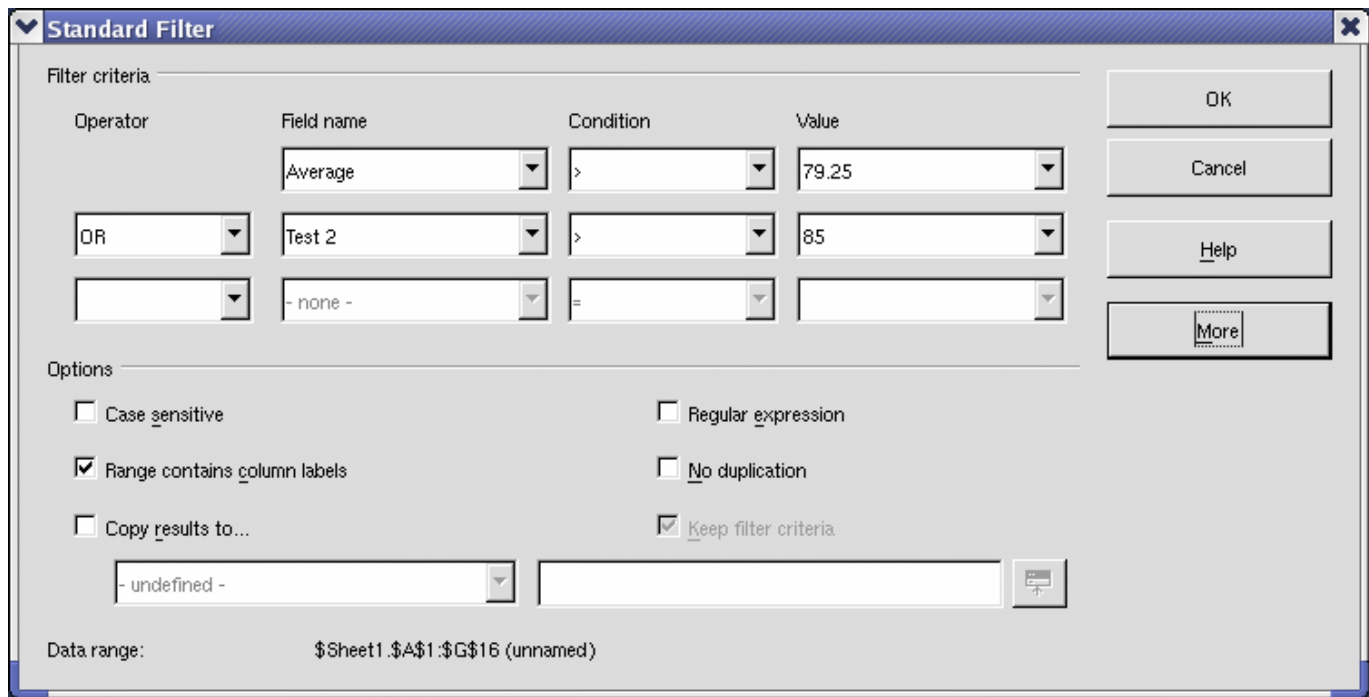 Standard Filter
Filter criteria
Operator Field name Condition Value
Average > 79.25
OR Test 2 > 85
- none - =
OK
Cancel
Help
More
Options
Case sensitive Regular expression
Range contains column labels No duplication
Copy results to... Keep filter criteria
- undefined -
Data range: $Sheet1.$A$1:$G$16 (unnamed)